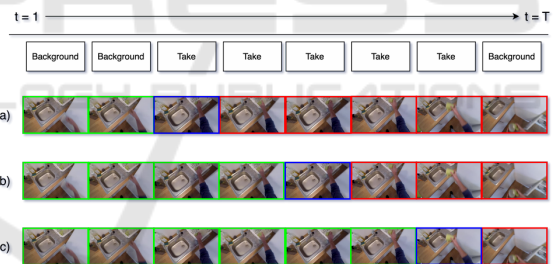 t = 1 t = T
Background Background Take Take Take Take Take Background
a)
b)
c)